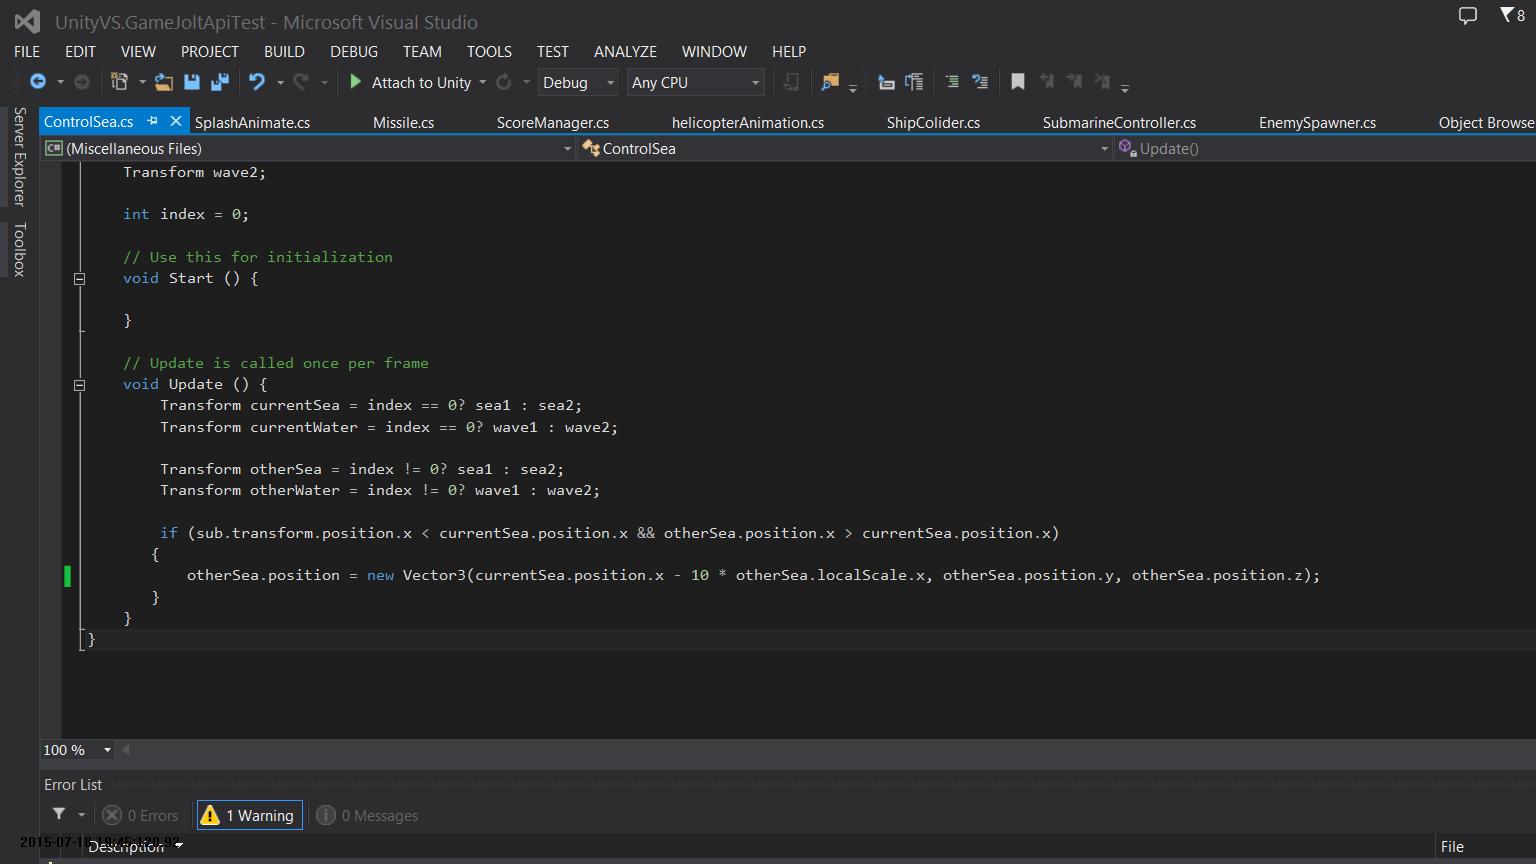 UnityVS.GameJoltApiTest - Microsoft Visual Studio
8
FILE EDIT VIEW PROJECT BUILD DEBUG TEAM TOOLS TEST ANALYZE WINDOW HELP
Attach to Unity Debug Any CPU
Server Explorer
Toolbox
ControlSea.cs SplashAnimate.cs Missile.cs ScoreManager.cs helicopterAnimation.cs ShipColider.cs SubmarineController.cs EnemySpawner.cs Object Browse
C# (Miscellaneous Files) ControlSea Update()
Transform wave2;
int index = 0;
// Use this for initialization
void Start () {
}
// Update is called once per frame
void Update () {
Transform currentSea = index == 0? sea1 : sea2;
Transform currentWater = index == 0? wave1 : wave2;
Transform otherSea = index != 0? sea1 : sea2;
Transform otherWater = index != 0? wave1 : wave2;
if (sub.transform.position.x < currentSea.position.x && otherSea.position.x > currentSea.position.x)
{
otherSea.position = new Vector3(currentSea.position.x - 10 * otherSea.localScale.x, otherSea.position.y, otherSea.position.z);
}
}
}
100 %
Error List
0 Errors 1 Warning 0 Messages
Description File